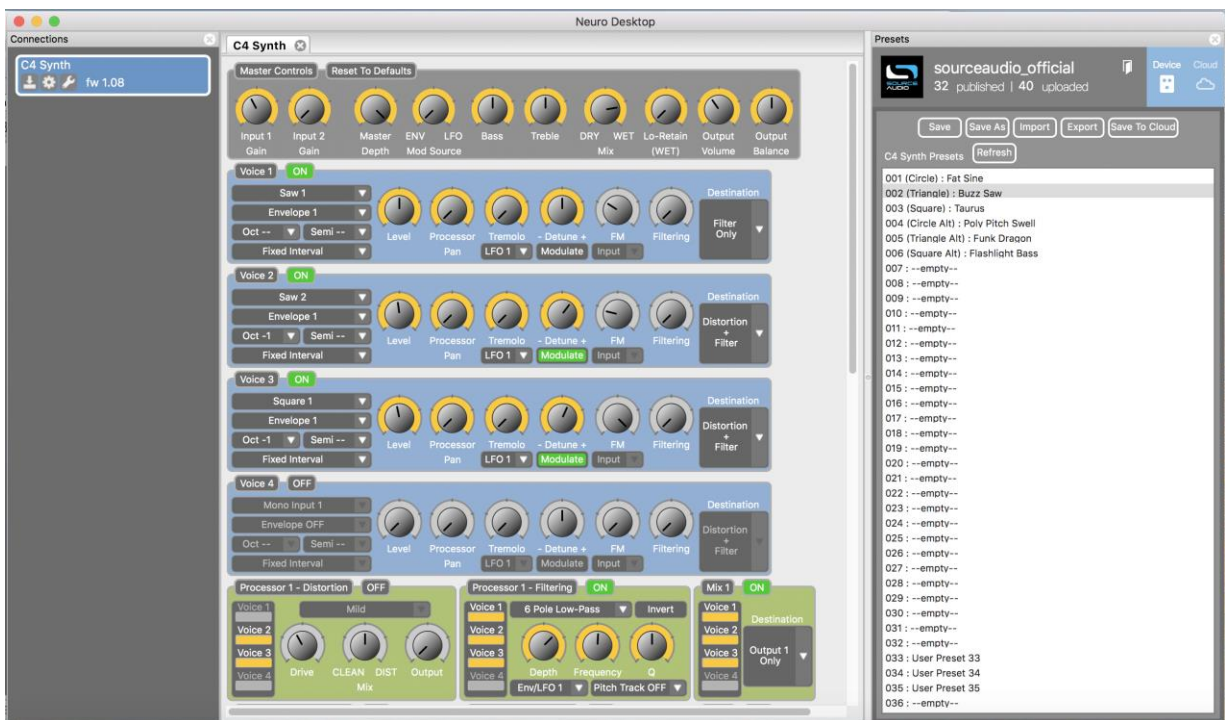 Neuro Desktop
Connections
C4 Synth
fw 1.08
C4 Synth
Master Controls Reset To Defaults
Input 1 Input 2 Master ENV LFO Bass Treble DRY WET Lo-Retain Output Output
Gain Gain Depth Mod Source Mix (WET) Volume Balance
Voice 1 ON
Saw 1 Destination
Envelope 1
Oct -- Semi -- Filter Only
Level Processor Tremolo - Detune + FM Filtering
Fixed Interval Pan LFO 1 Modulate Input
Voice 2 ON
Saw 2 Destination
Envelope 1
Oct -1 Semi -- Distortion + Filter
Level Processor Tremolo - Detune + FM Filtering
Fixed Interval Pan LFO 1 Modulate Input
Voice 3 ON
Square 1 Destination
Envelope 1
Oct -1 Semi -- Distortion + Filter
Level Processor Tremolo - Detune + FM Filtering
Fixed Interval Pan LFO 1 Modulate Input
Voice 4 OFF
Mono Input 1 Destination
Envelope OFF
Oct -- Semi -- Distortion + Filter
Level Processor Tremolo - Detune + FM Filtering
Fixed Interval Pan LFO 1 Modulate Input
Processor 1 - Distortion OFF
Voice 1 Mild
Voice 2
Voice 3
Voice 4 Drive CLEAN DIST Output
Mix
Processor 1 - Filtering ON
Voice 1 6 Pole Low-Pass Invert
Voice 2
Voice 3
Voice 4 Depth Frequency Q
Env/LFO 1 Pitch Track OFF
Mix 1 ON
Voice 1 Destination
Voice 2
Voice 3 Output 1 Only
Voice 4
Presets
SOURCE AUDIO
sourceaudio_official Device Cloud
32 published | 40 uploaded
Save Save As Import Export Save To Cloud
C4 Synth Presets Refresh
001 (Circle) : Fat Sine
002 (Triangle) : Buzz Saw
003 (Square) : Taurus
004 (Circle Alt) : Poly Pitch Swell
005 (Triangle Alt) : Funk Dragon
006 (Square Alt) : Flashlight Bass
007 : --empty--
008 : --empty--
009 : --empty--
010 : --empty--
011 : --empty--
012 : --empty--
013 : --empty--
014 : --empty--
015 : --empty--
016 : --empty--
017 : --empty--
018 : --empty--
019 : --empty--
020 : --empty--
021 : --empty--
022 : --empty--
023 : --empty--
024 : --empty--
025 : --empty--
026 : --empty--
027 : --empty--
028 : --empty--
029 : --empty--
030 : --empty--
031 : --empty--
032 : --empty--
033 : User Preset 33
034 : User Preset 34
035 : User Preset 35
036 : --empty--